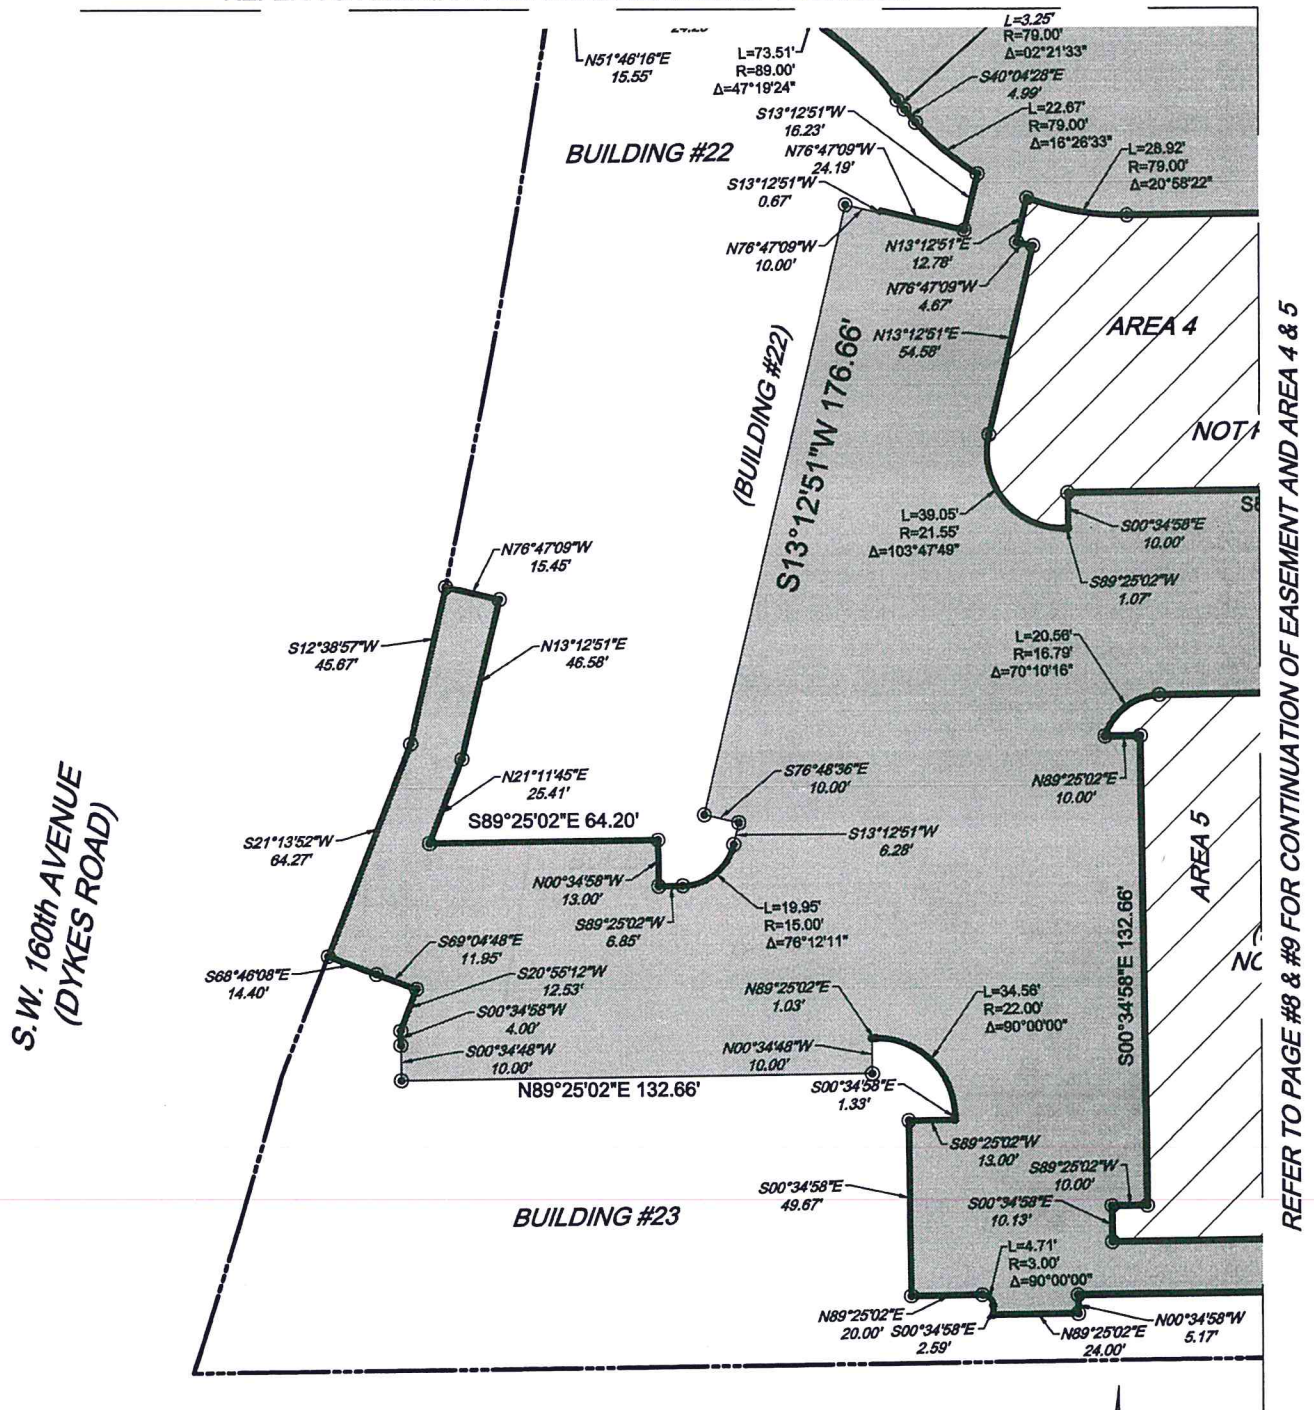 N51°46'16"E
15.55'
L=73.51'
R=89.00'
Δ=47°19'24"
L=3.25'
R=79.00'
Δ=02°21'33"
S40°04'28"E
4.99'
S13°12'51"W
16.23'
L=22.67'
R=79.00'
Δ=16°26'33"
BUILDING #22
N76°47'09"W
24.19'
L=28.92'
R=79.00'
Δ=20°58'22"
S13°12'51"W
0.67'
N76°47'09"W
10.00'
N13°12'51"E
12.78'
N76°47'09"W
4.67'
N13°12'51"E
54.58'
AREA 4
(BUILDING #22)
S13°12'51"W 176.66'
L=39.05'
R=21.55'
Δ=103°47'49"
S00°34'58"E
10.00'
S89°25'02"W
1.07'
N76°47'09"W
15.45'
S12°38'57"W
45.67'
N13°12'51"E
46.58'
L=20.56'
R=16.79'
Δ=70°10'16"
N89°25'02"E
10.00'
N21°11'45"E
25.41'
S76°48'36"E
10.00'
S89°25'02"E 64.20'
S13°12'51"W
6.28'
S21°13'52"W
64.27'
N00°34'58"W
13.00'
S89°25'02"W
6.85'
L=19.95'
R=15.00'
Δ=76°12'11"
AREA 5
S00°34'58"E 132.66'
S.W. 160th AVENUE
(DYKES ROAD)
S69°04'48"E
11.95'
S68°46'08"E
14.40'
S20°55'12"W
12.53'
S00°34'58"W
4.00'
S00°34'48"W
10.00'
N89°25'02"E
1.03'
L=34.56'
R=22.00'
Δ=90°00'00"
N00°34'48"W
10.00'
N89°25'02"E 132.66'
S00°34'58"E
1.33'
S89°25'02"W
13.00'
S89°25'02"W
10.00'
S00°34'58"E
49.67'
S00°34'58"E
10.13'
BUILDING #23
L=4.71'
R=3.00'
Δ=90°00'00"
N89°25'02"E
20.00'
S00°34'58"E
2.59'
N89°25'02"E
24.00'
N00°34'58"W
5.17'
REFER TO PAGE #8 & #9 FOR CONTINUATION OF EASEMENT AND AREA 4 & 5